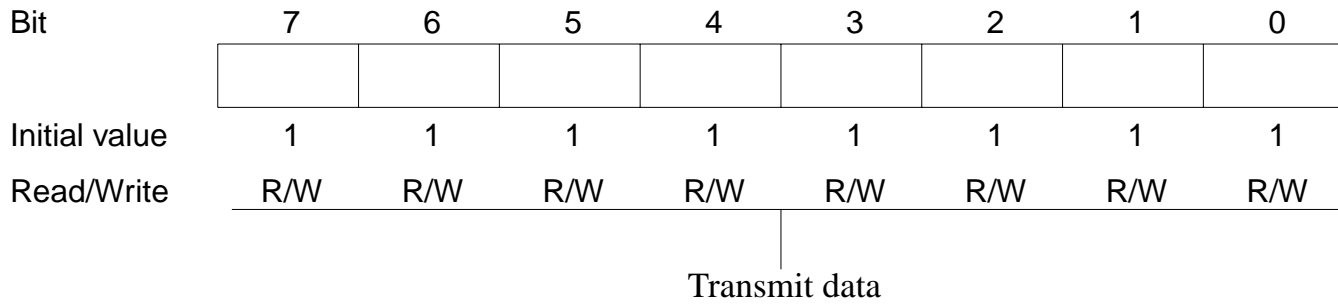 Bit 7 6 5 4 3 2 1 0
Initial value 1 1 1 1 1 1 1 1
Read/Write R/W R/W R/W R/W R/W R/W R/W R/W
Transmit data